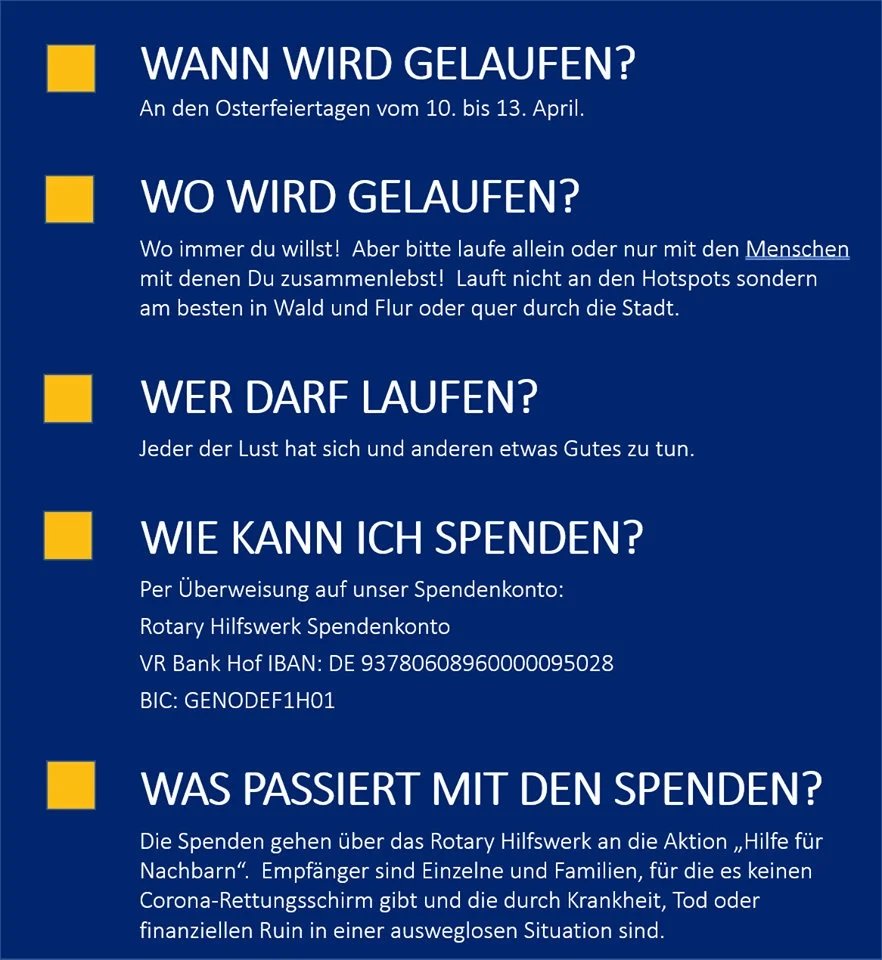 WANN WIRD GELAUFEN?
An den Osterfeiertagen vom 10. bis 13. April.
WO WIRD GELAUFEN?
Wo immer du willst!  Aber bitte laufe allein oder nur mit den Menschen
mit denen Du zusammenlebst!  Lauft nicht an den Hotspots sondern
am besten in Wald und Flur oder quer durch die Stadt.
WER DARF LAUFEN?
Jeder der Lust hat sich und anderen etwas Gutes zu tun.
WIE KANN ICH SPENDEN?
Per Überweisung auf unser Spendenkonto:
Rotary Hilfswerk Spendenkonto
VR Bank Hof IBAN: DE 93780608960000095028
BIC: GENODEF1H01
WAS PASSIERT MIT DEN SPENDEN?
Die Spenden gehen über das Rotary Hilfswerk an die Aktion „Hilfe für
Nachbarn“.  Empfänger sind Einzelne und Familien, für die es keinen
Corona-Rettungsschirm gibt und die durch Krankheit, Tod oder
finanziellen Ruin in einer ausweglosen Situation sind.